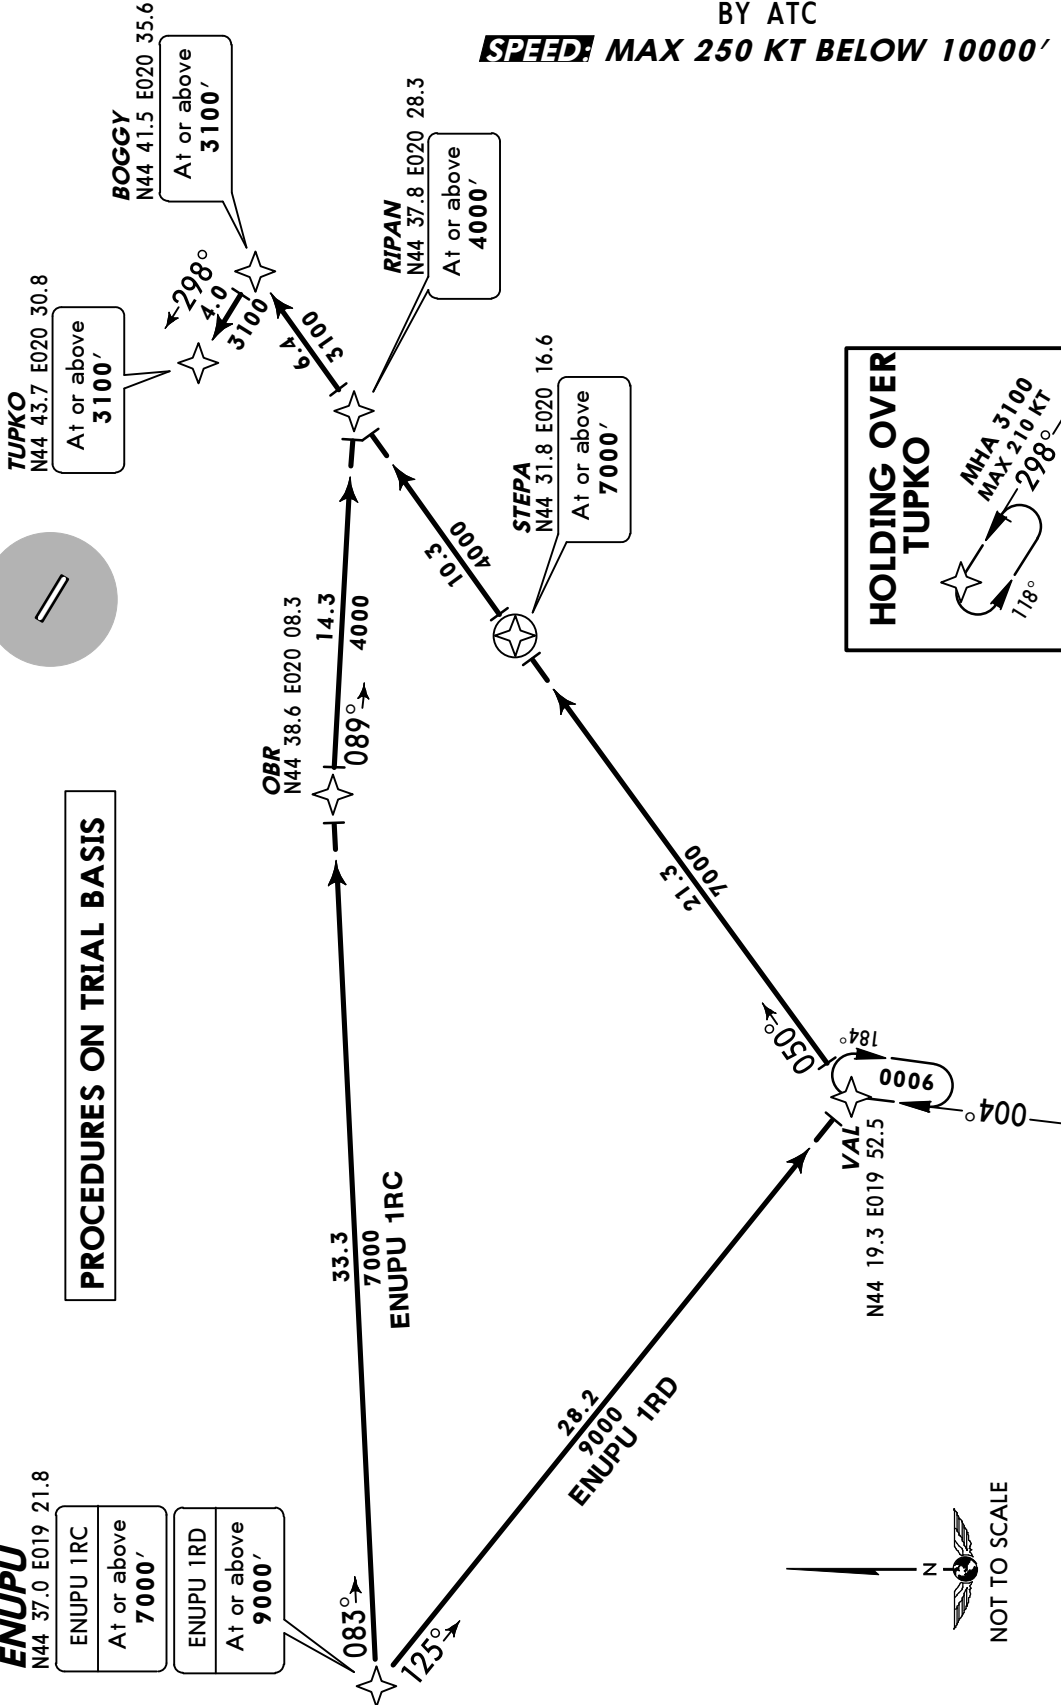 BY ATC
SPEED: MAX 250 KT BELOW 10000'
BOGGY
N44 41.5 E020 35.6
At or above
3100'
TUPKO
N44 43.7 E020 30.8
At or above
3100'
298°
4.0
3100
6.4
3100
RIPAN
N44 37.8 E020 28.3
At or above
4000'
STEPA
N44 31.8 E020 16.6
At or above
7000'
10.3
4000
OBR
N44 38.6 E020 08.3
14.3
4000
089°
PROCEDURES ON TRIAL BASIS
HOLDING OVER
TUPKO
MHA 3100
MAX 210 KT
298°
118°
21.3
7000
050°
184°
9000
004°
VAL
N44 19.3 E019 52.5
33.3
7000
ENUPU 1RC
28.2
9000
ENUPU 1RD
ENUPU
N44 37.0 E019 21.8
ENUPU 1RC
At or above
7000'
ENUPU 1RD
At or above
9000'
083°
125°
N
NOT TO SCALE